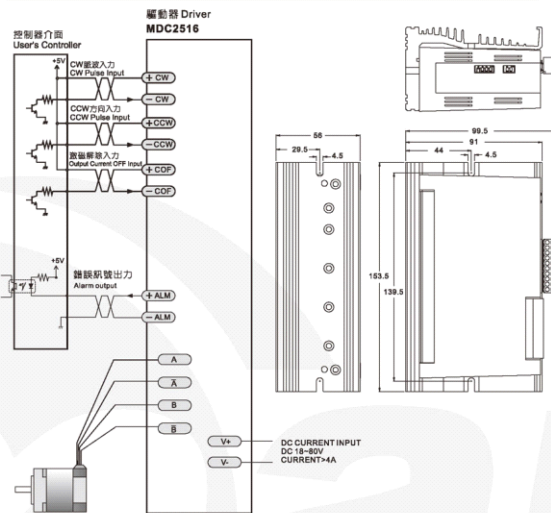 驅動器 Driver
MDC2516
控制器介面
User's Controller
+5V
CW脈波入力
CW Pulse Input
+ CW
− CW
CCW方向入力
CCW Pulse Input
+ CCW
− CCW
激磁解除入力
Output Current OFF Input
+ COF
− COF
+5V
錯誤訊號出力
Alarm output
+ ALM
− ALM
A
A̅
B
B̅
V+
V-
DC CURRENT INPUT
DC 18~80V
CURRENT>4A
56
29.5
4.5
99.5
91
44
4.5
153.5
139.5